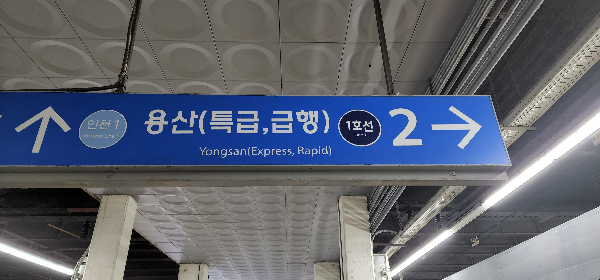 인천 1
용산(특급,급행)
Yongsan(Express, Rapid)
1호선
2